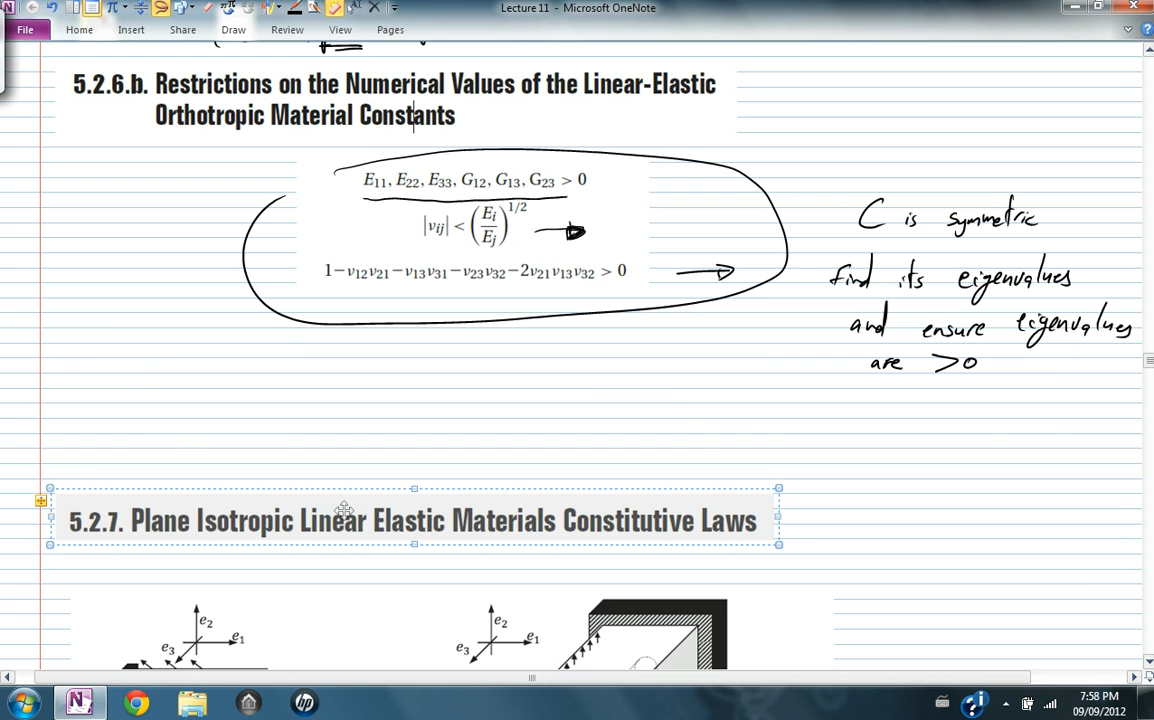 Lecture 11 - Microsoft OneNote
File Home Insert Share Draw Review View Pages
5.2.6.b. Restrictions on the Numerical Values of the Linear-Elastic
Orthotropic Material Constants
E11, E22, E33, G12, G13, G23 > 0
|νij| < (Ei/Ej)^1/2
1−ν12ν21−ν13ν31−ν23ν32−2ν21ν13ν32 > 0
C is symmetric
find its eigenvalues
and ensure eigenvalues
are >0
5.2.7. Plane Isotropic Linear Elastic Materials Constitutive Laws
e2 e2
e3 e1 e3 e1
7:58 PM
09/09/2012